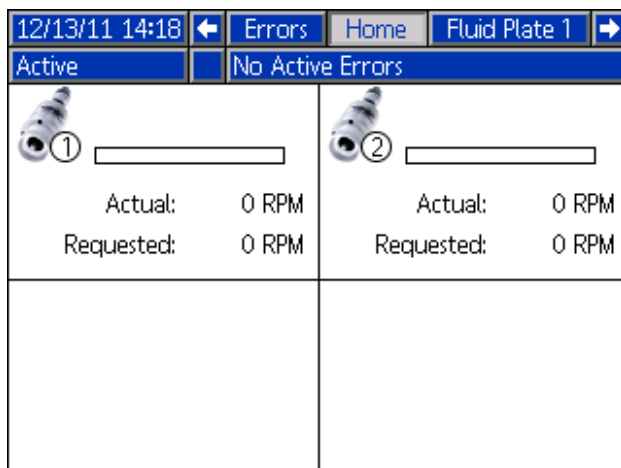 12/13/11 14:18 Errors Home Fluid Plate 1
Active No Active Errors
1 2
Actual: 0 RPM Actual: 0 RPM
Requested: 0 RPM Requested: 0 RPM